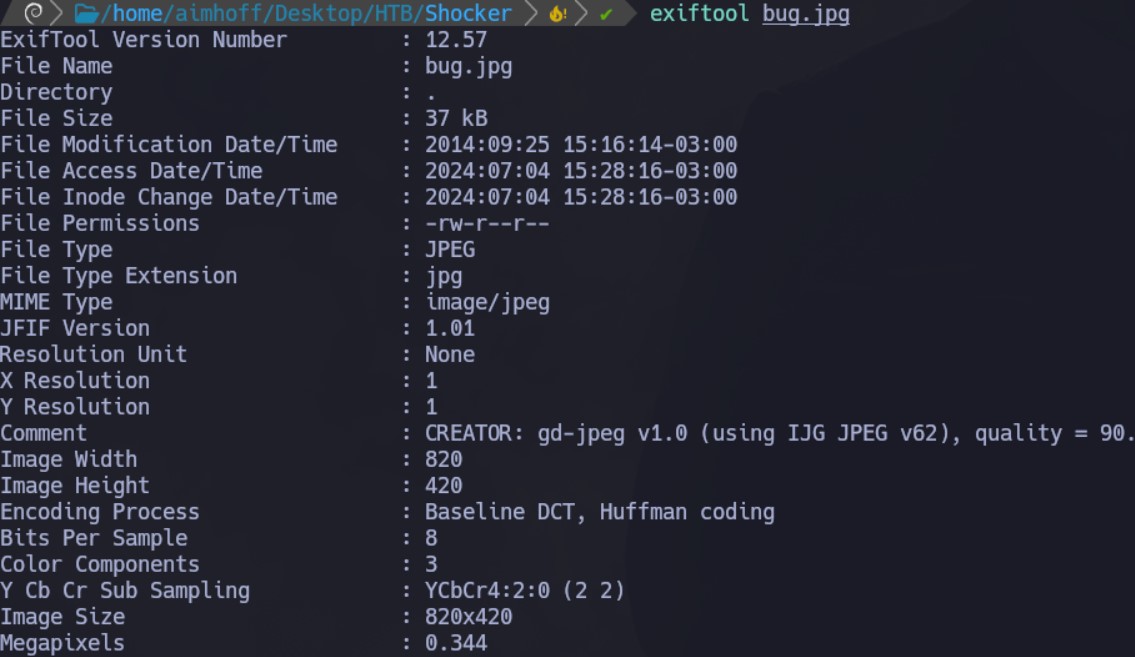 /home/aimhoff/Desktop/HTB/Shocker ✔ exiftool bug.jpg
ExifTool Version Number : 12.57
File Name : bug.jpg
Directory : .
File Size : 37 kB
File Modification Date/Time : 2014:09:25 15:16:14-03:00
File Access Date/Time : 2024:07:04 15:28:16-03:00
File Inode Change Date/Time : 2024:07:04 15:28:16-03:00
File Permissions : -rw-r--r--
File Type : JPEG
File Type Extension : jpg
MIME Type : image/jpeg
JFIF Version : 1.01
Resolution Unit : None
X Resolution : 1
Y Resolution : 1
Comment : CREATOR: gd-jpeg v1.0 (using IJG JPEG v62), quality = 90.
Image Width : 820
Image Height : 420
Encoding Process : Baseline DCT, Huffman coding
Bits Per Sample : 8
Color Components : 3
Y Cb Cr Sub Sampling : YCbCr4:2:0 (2 2)
Image Size : 820x420
Megapixels : 0.344